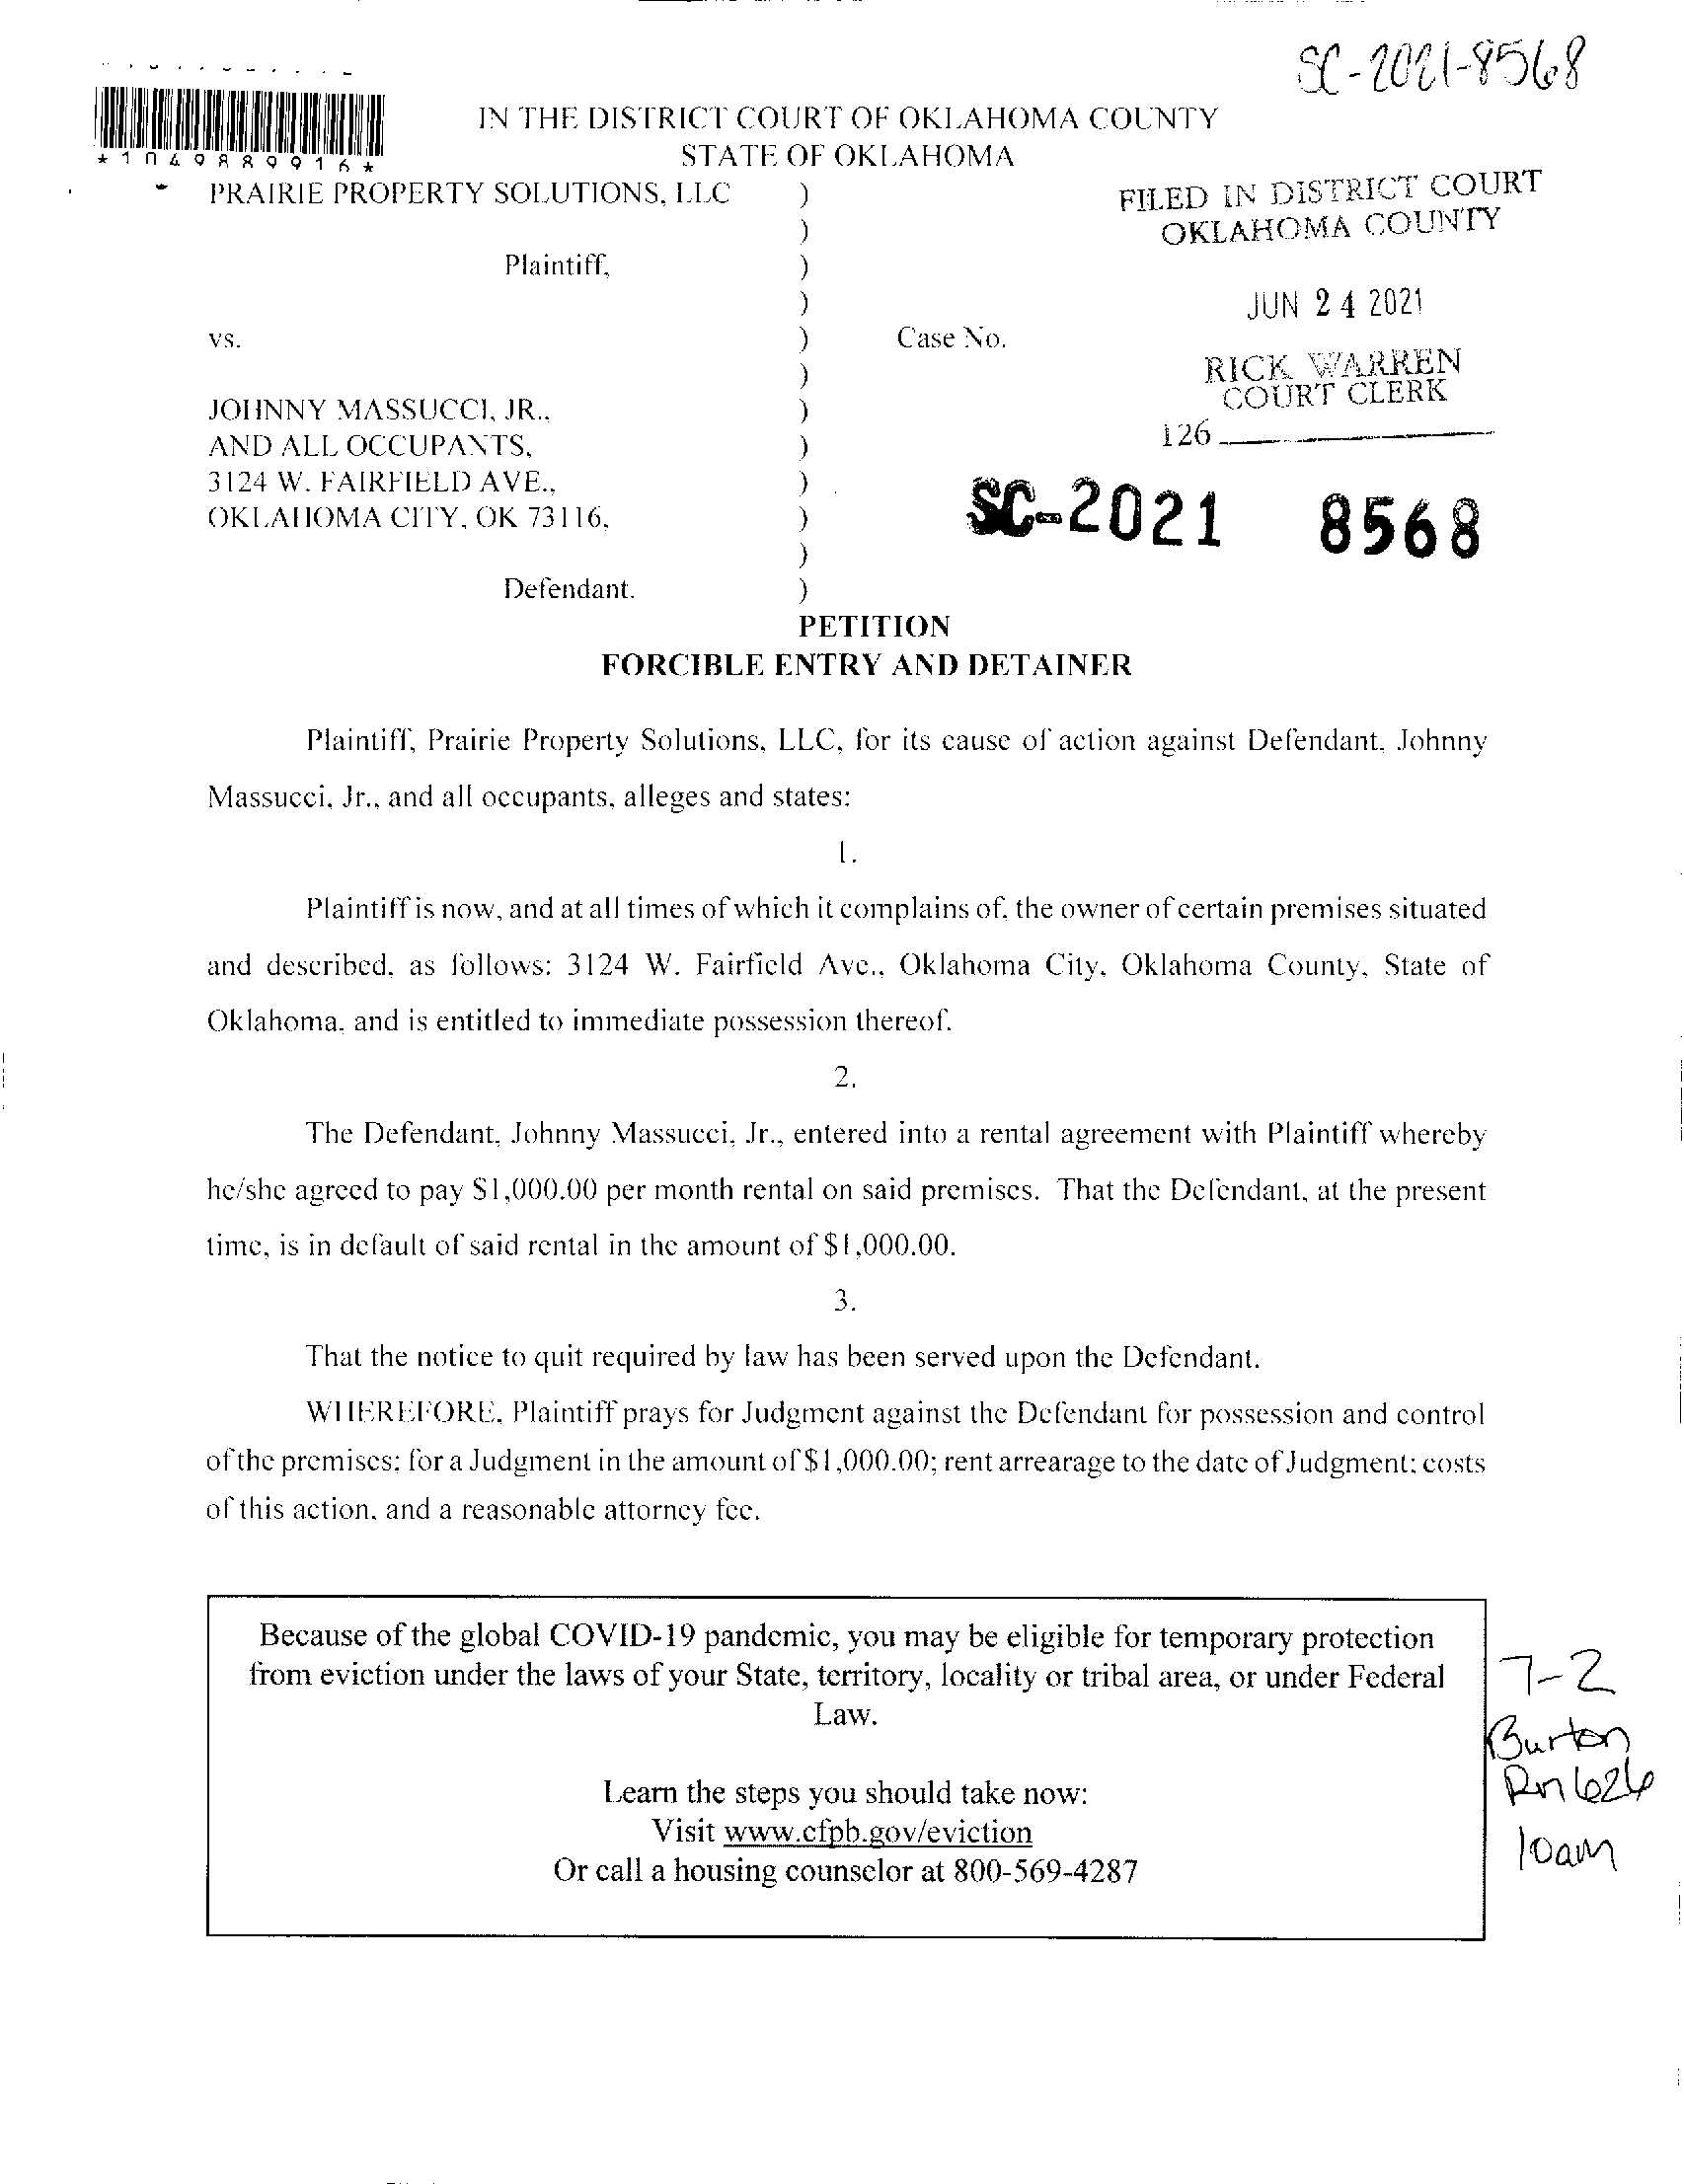 SC-2021-8568
*1049889916*
IN THE DISTRICT COURT OF OKLAHOMA COUNTY
STATE OF OKLAHOMA
PRAIRIE PROPERTY SOLUTIONS, LLC )
)
Plaintiff, )
)
vs. ) Case No.
)
JOHNNY MASSUCCI, JR., )
AND ALL OCCUPANTS, )
3124 W. FAIRFIELD AVE., )
OKLAHOMA CITY, OK 73116, )
)
Defendant. )
FILED IN DISTRICT COURT
OKLAHOMA COUNTY
JUN 24 2021
RICK WARREN
COURT CLERK
126
SC-2021 8568
PETITION
FORCIBLE ENTRY AND DETAINER
Plaintiff, Prairie Property Solutions, LLC, for its cause of action against Defendant, Johnny
Massucci, Jr., and all occupants, alleges and states:
1.
Plaintiff is now, and at all times of which it complains of, the owner of certain premises situated
and described, as follows: 3124 W. Fairfield Ave., Oklahoma City, Oklahoma County, State of
Oklahoma, and is entitled to immediate possession thereof.
2.
The Defendant, Johnny Massucci, Jr., entered into a rental agreement with Plaintiff whereby
he/she agreed to pay $1,000.00 per month rental on said premises. That the Defendant, at the present
time, is in default of said rental in the amount of $1,000.00.
3.
That the notice to quit required by law has been served upon the Defendant.
WHEREFORE, Plaintiff prays for Judgment against the Defendant for possession and control
of the premises; for a Judgment in the amount of $1,000.00; rent arrearage to the date of Judgment; costs
of this action, and a reasonable attorney fee.
Because of the global COVID-19 pandemic, you may be eligible for temporary protection
from eviction under the laws of your State, territory, locality or tribal area, or under Federal
Law.
Learn the steps you should take now:
Visit www.cfpb.gov/eviction
Or call a housing counselor at 800-569-4287
7-2
Burton
Rm 626
10am